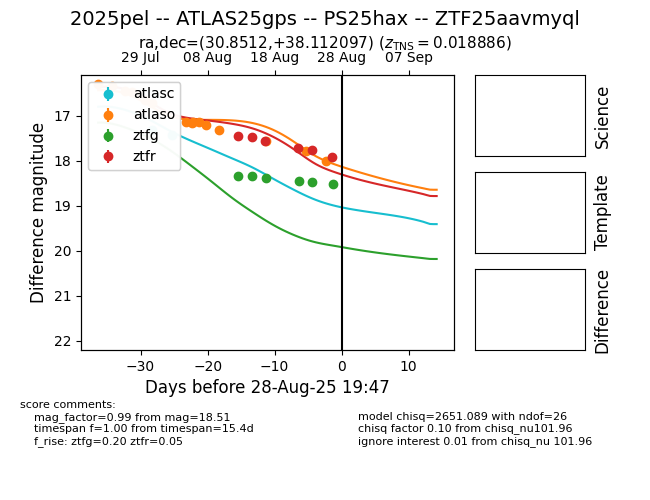 2025pel -- ATLAS25gps -- PS25hax -- ZTF25aavmyql
ra,dec=(30.8512,+38.112097) (z_TNS = 0.018886)
29 Jul 08 Aug 18 Aug 28 Aug 07 Sep
atlasc
atlaso
ztfg
ztfr
17
18
19
20
21
22
Difference magnitude
−30 −20 −10 0 10
Days before 28-Aug-25 19:47
Science
Template
Difference
score comments:
mag_factor=0.99 from mag=18.51
timespan f=1.00 from timespan=15.4d
f_rise: ztfg=0.20 ztfr=0.05
model chisq=2651.089 with ndof=26
chisq factor 0.10 from chisq_nu101.96
ignore interest 0.01 from chisq_nu 101.96